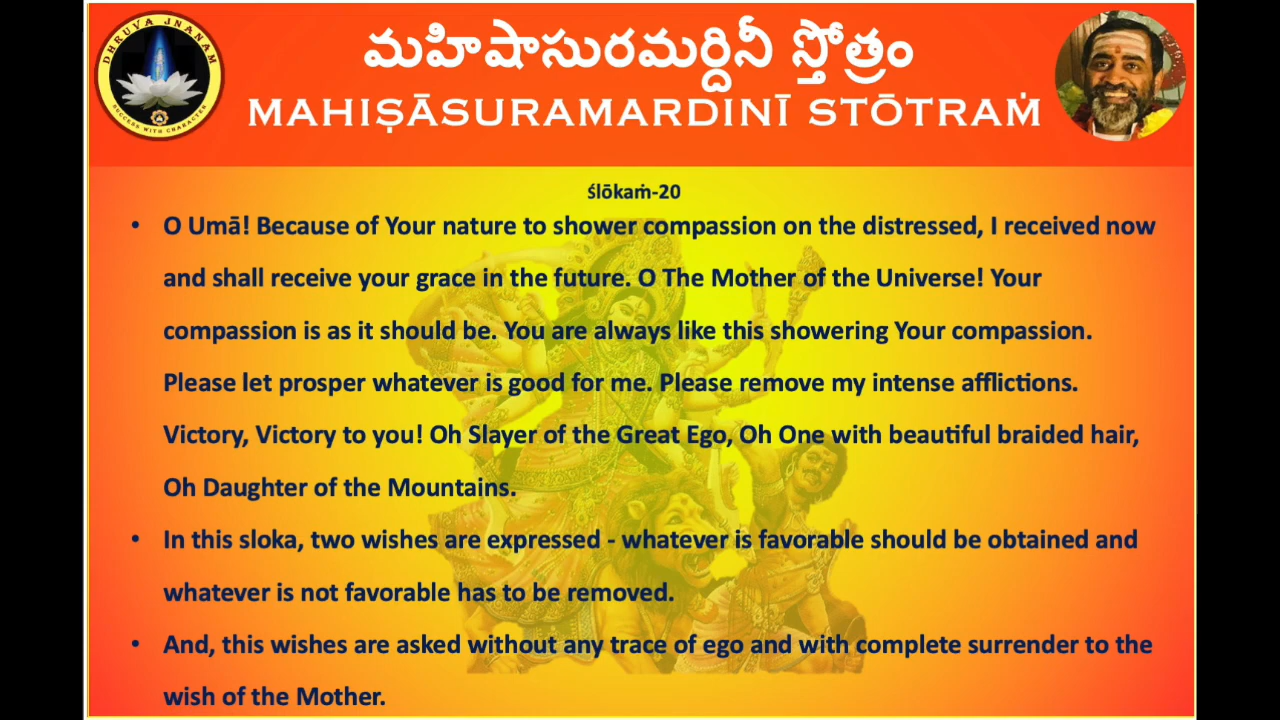 DHRUVA JNANAM
SUCCESS WITH CHARACTER
మహిషాసురమర్దినీ స్తోత్రం
MAHIṢĀSURAMARDINĪ STŌTRAṀ
ślōkaṁ-20
• O Umā! Because of Your nature to shower compassion on the distressed, I received now
and shall receive your grace in the future. O The Mother of the Universe! Your
compassion is as it should be. You are always like this showering Your compassion.
Please let prosper whatever is good for me. Please remove my intense afflictions.
Victory, Victory to you! Oh Slayer of the Great Ego, Oh One with beautiful braided hair,
Oh Daughter of the Mountains.
• In this sloka, two wishes are expressed - whatever is favorable should be obtained and
whatever is not favorable has to be removed.
• And, this wishes are asked without any trace of ego and with complete surrender to the
wish of the Mother.